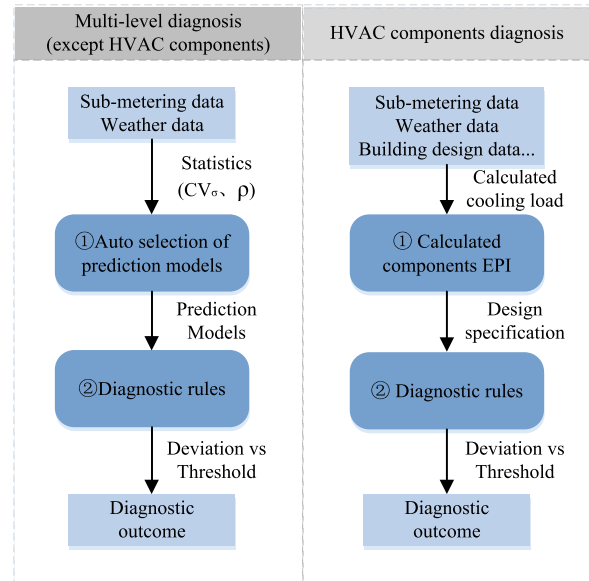 Multi-level diagnosis
(except HVAC components)
Sub-metering data
Weather data
Statistics
(CVσ、ρ)
①Auto selection of
prediction models
Prediction
Models
②Diagnostic rules
Deviation vs
Threshold
Diagnostic
outcome
HVAC components diagnosis
Sub-metering data
Weather data
Building design data...
Calculated
cooling load
① Calculated
components EPI
Design
specification
② Diagnostic rules
Deviation vs
Threshold
Diagnostic
outcome